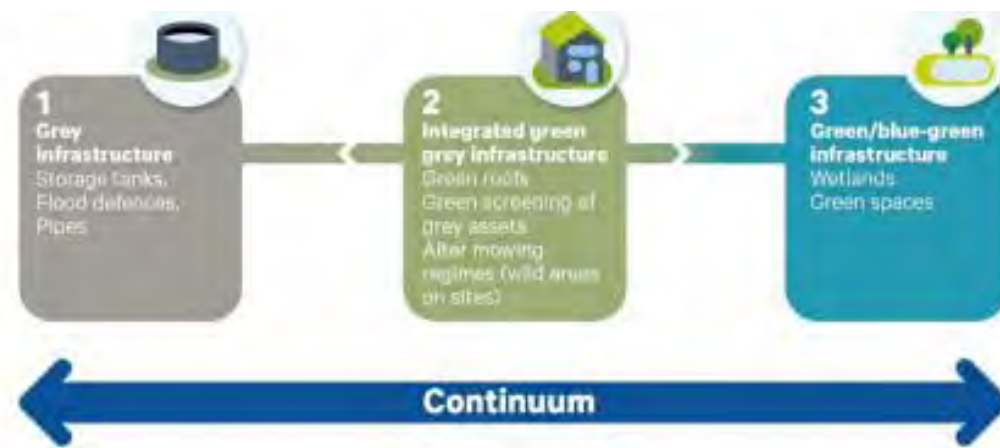 1
Grey
infrastructure
Storage tanks,
Flood defences,
Pipes
2
Integrated green
grey infrastructure
Green roofs
Green screening of
grey assets
Alter mowing
regimes (wild areas
on sites)
3
Green/blue-green
infrastructure
Wetlands
Green spaces
Continuum